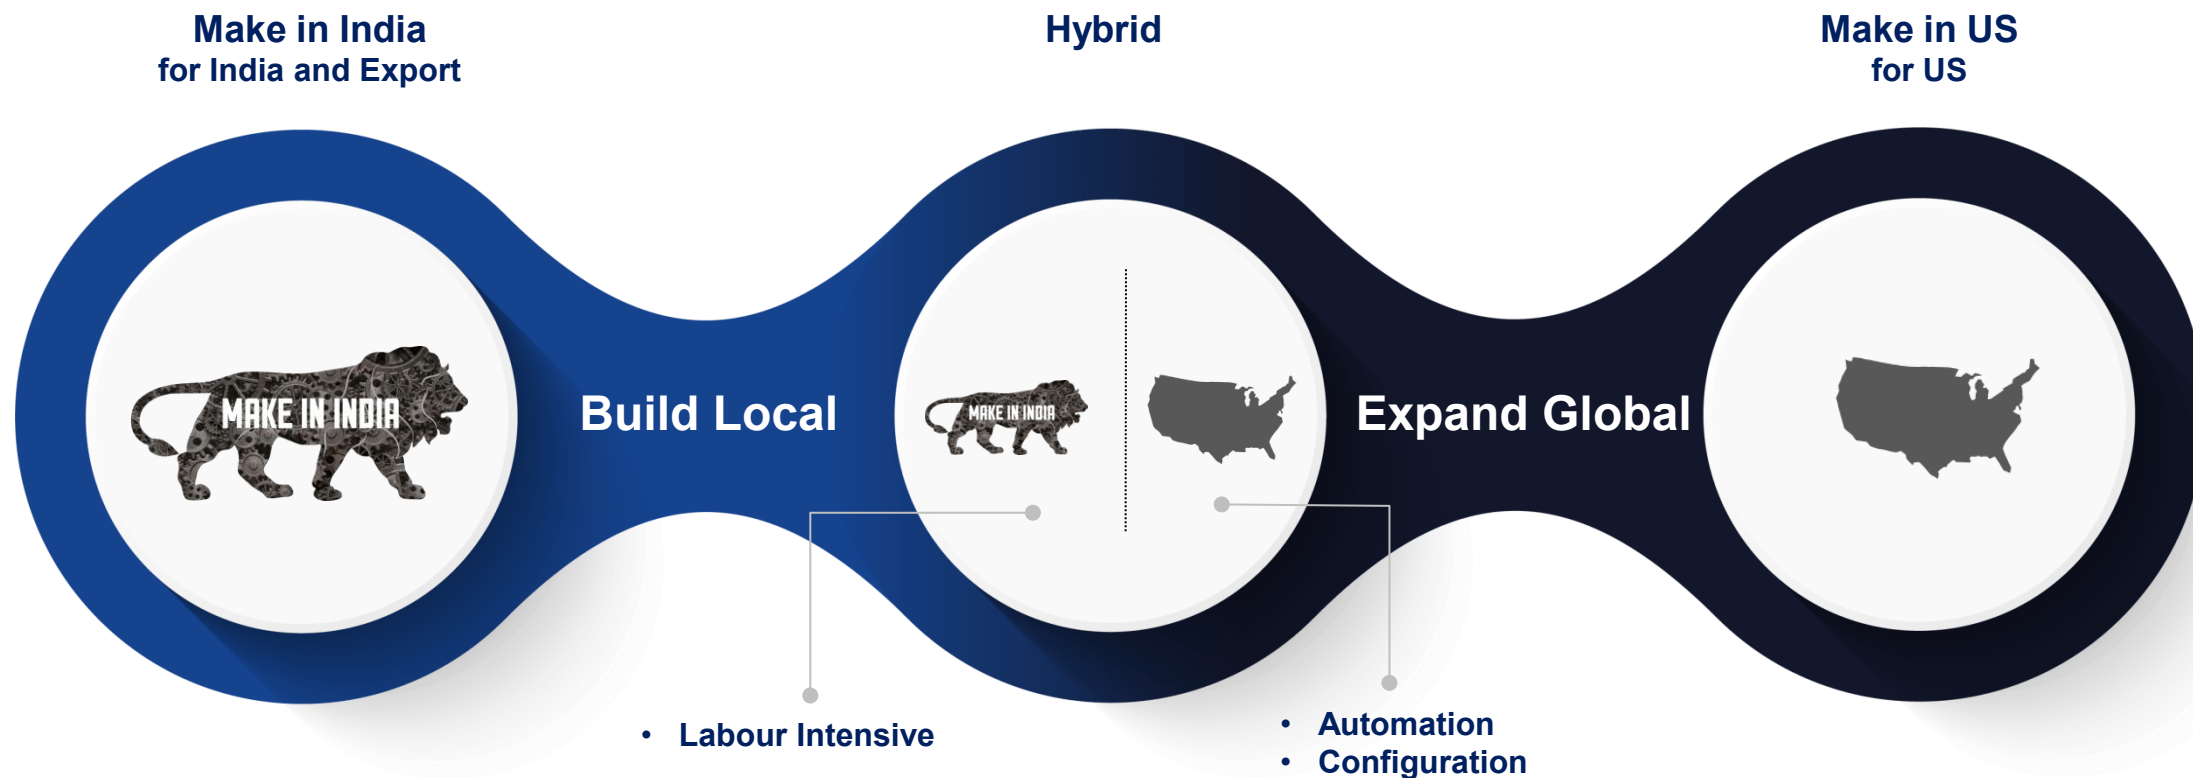 Make in India
for India and Export
Hybrid
Make in US
for US
MAKE IN INDIA
Build Local
MAKE IN INDIA
Expand Global
• Labour Intensive
• Automation
• Configuration